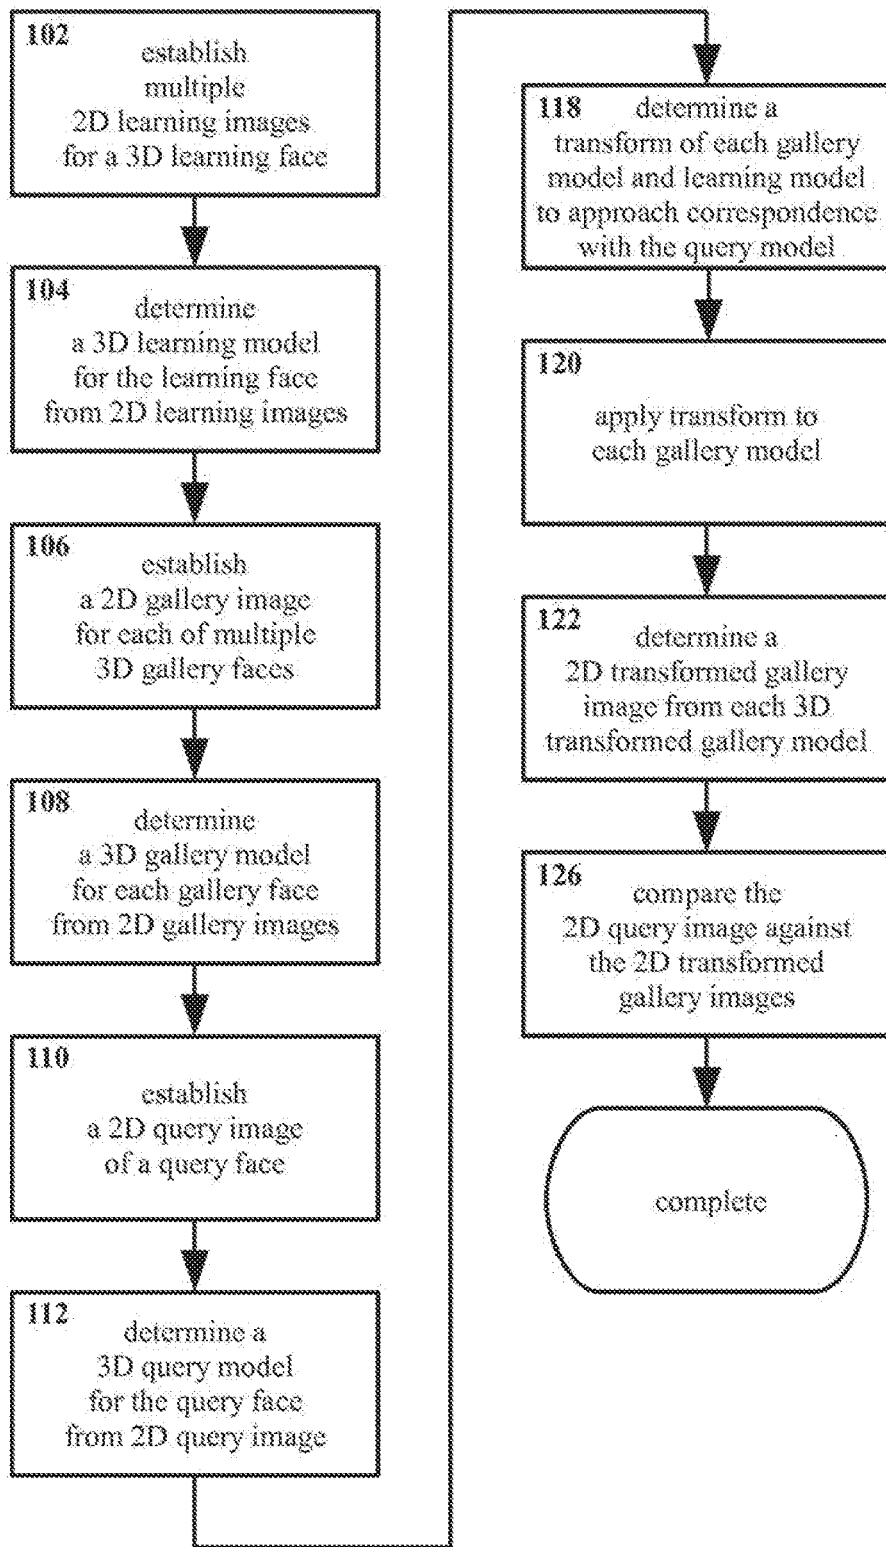 102
establish
multiple
2D learning images
for a 3D learning face
104
determine
a 3D learning model
for the learning face
from 2D learning images
106
establish
a 2D gallery image
for each of multiple
3D gallery faces
108
determine
a 3D gallery model
for each gallery face
from 2D gallery images
110
establish
a 2D query image
of a query face
112
determine a
3D query model
for the query face
from 2D query image
118 determine a
transform of each gallery
model and learning model
to approach correspondence
with the query model
120
apply transform to
each gallery model
122
determine a
2D transformed gallery
image from each 3D
transformed gallery model
126
compare the
2D query image against
the 2D transformed
gallery images
complete